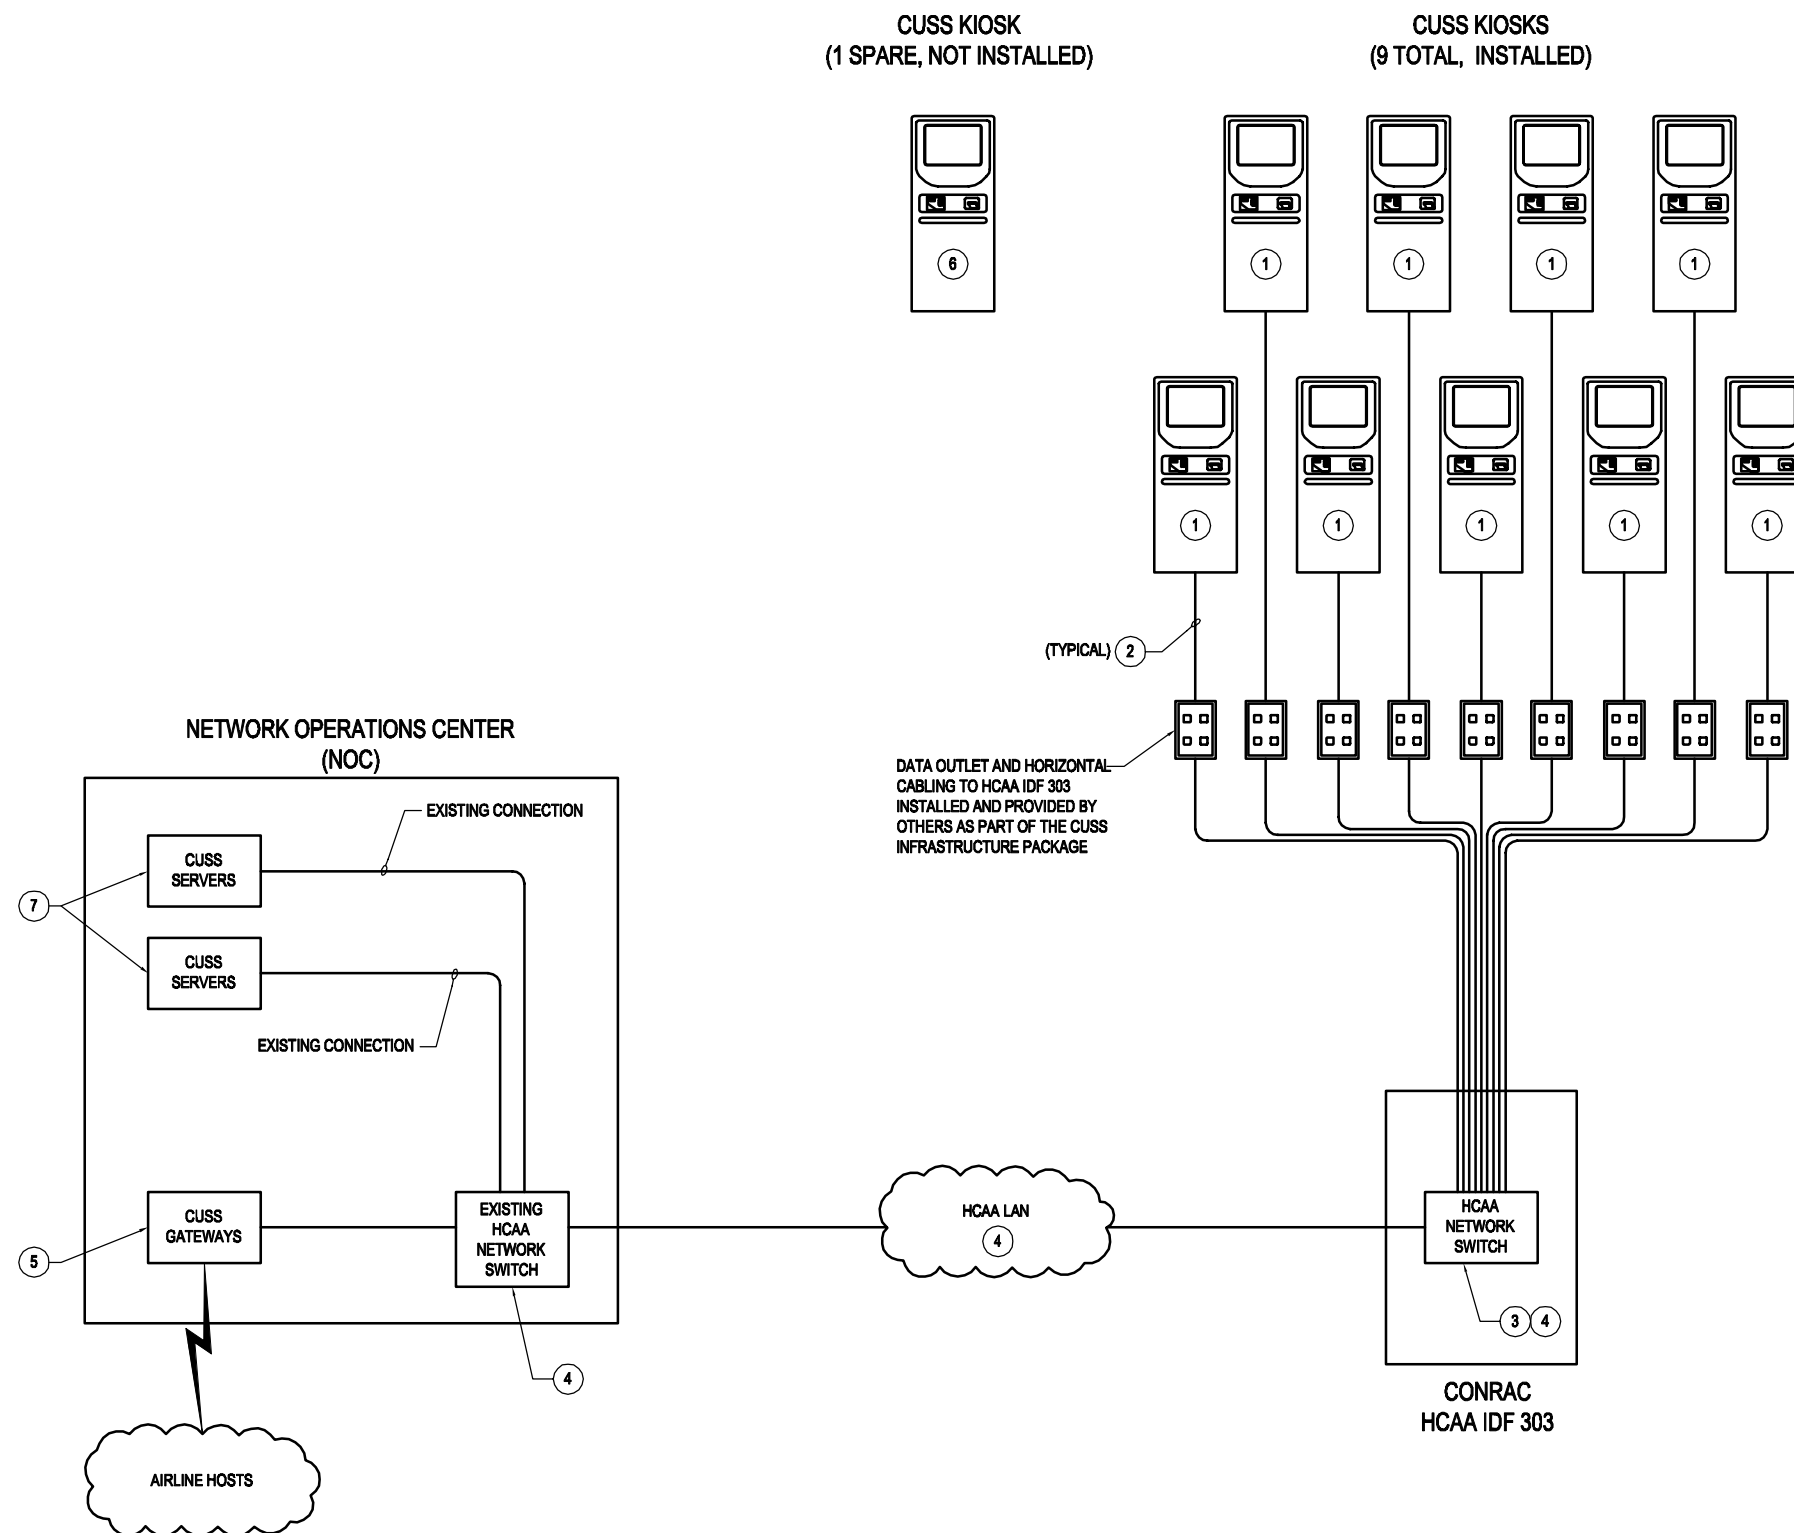 CUSS KIOSK
(1 SPARE, NOT INSTALLED)
CUSS KIOSKS
(9 TOTAL, INSTALLED)
6
1
1
1
1
1
1
1
1
1
(TYPICAL)
2
DATA OUTLET AND HORIZONTAL
CABLING TO HCAA IDF 303
INSTALLED AND PROVIDED BY
OTHERS AS PART OF THE CUSS
INFRASTRUCTURE PACKAGE
NETWORK OPERATIONS CENTER
(NOC)
EXISTING CONNECTION
CUSS
SERVERS
7
CUSS
SERVERS
EXISTING CONNECTION
CUSS
GATEWAYS
5
EXISTING
HCAA
NETWORK
SWITCH
4
HCAA LAN
4
HCAA
NETWORK
SWITCH
3
4
CONRAC
HCAA IDF 303
AIRLINE HOSTS